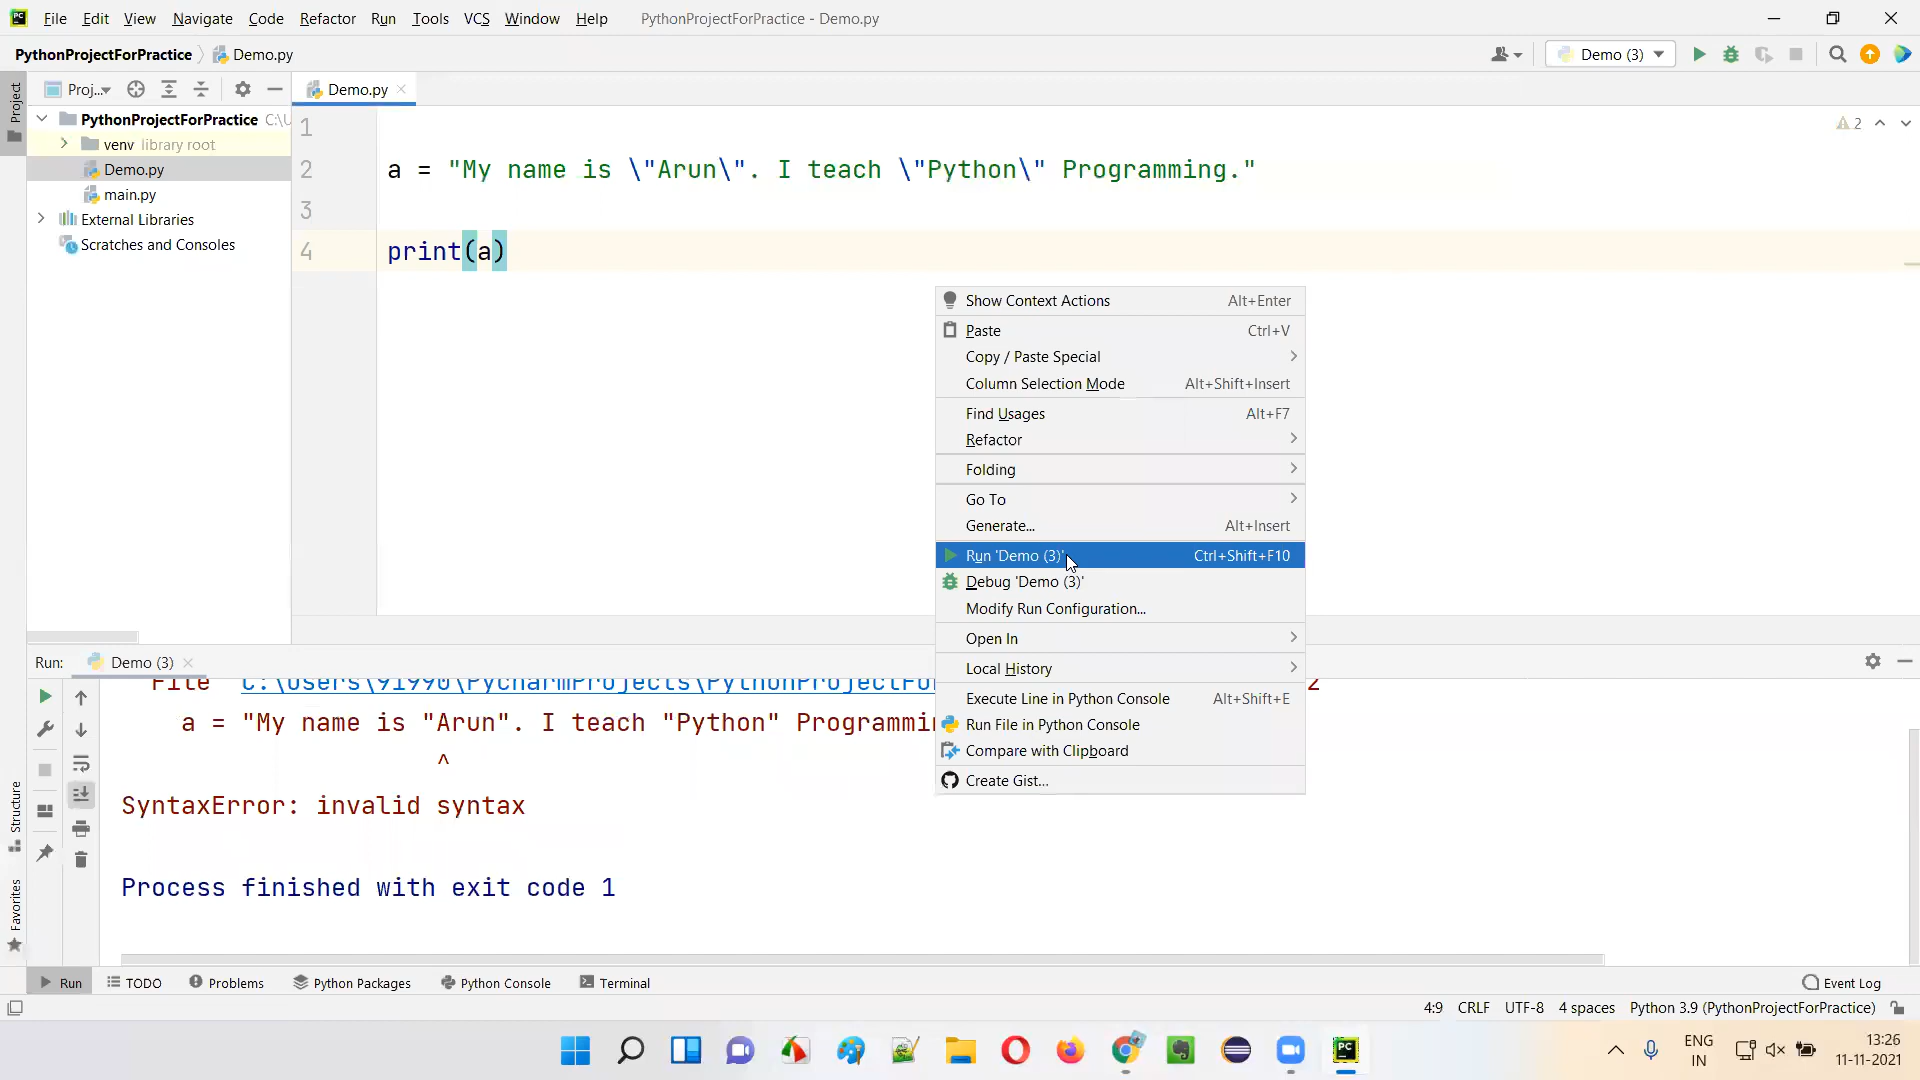 File Edit View Navigate Code Refactor Run Tools VCS Window Help PythonProjectForPractice - Demo.py
PythonProjectForPractice Demo.py Demo (3)
Project
Proj... Demo.py
PythonProjectForPractice C:\U
venv library root
Demo.py
main.py
External Libraries
Scratches and Consoles
1
2 a = "My name is \"Arun\". I teach \"Python\" Programming."
3
4 print(a)
2
Show Context Actions Alt+Enter
Paste Ctrl+V
Copy / Paste Special
Column Selection Mode Alt+Shift+Insert
Find Usages Alt+F7
Refactor
Folding
Go To
Generate... Alt+Insert
Run 'Demo (3)' Ctrl+Shift+F10
Debug 'Demo (3)'
Modify Run Configuration...
Open In
Local History
Execute Line in Python Console Alt+Shift+E
Run File in Python Console
Compare with Clipboard
Create Gist...
Run: Demo (3)
File C:\Users\91990\PycharmProjects\PythonProjectFo 2
a = "My name is "Arun". I teach "Python" Programmin
^
SyntaxError: invalid syntax
Process finished with exit code 1
Structure
Favorites
Run TODO Problems Python Packages Python Console Terminal Event Log
4:9 CRLF UTF-8 4 spaces Python 3.9 (PythonProjectForPractice)
PC
ENG
IN
13:26
11-11-2021